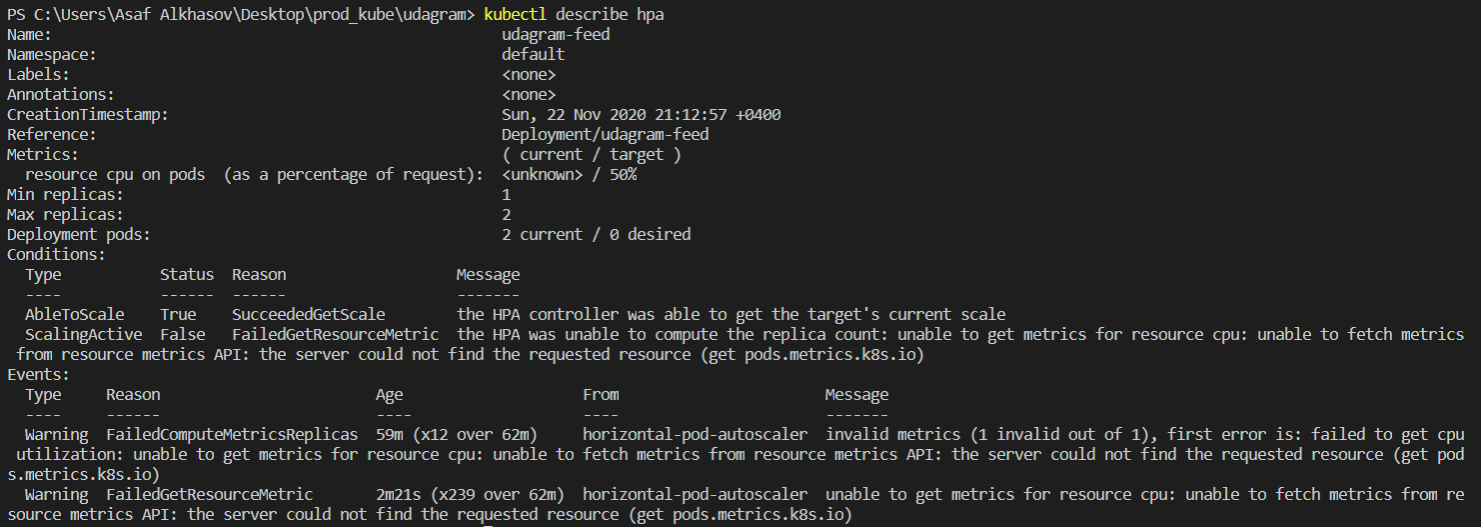 PS C:\Users\Asaf Alkhasov\Desktop\prod_kube\udagram> kubectl describe hpa
Name: udagram-feed
Namespace: default
Labels: <none>
Annotations: <none>
CreationTimestamp: Sun, 22 Nov 2020 21:12:57 +0400
Reference: Deployment/udagram-feed
Metrics: ( current / target )
  resource cpu on pods  (as a percentage of request):  <unknown> / 50%
Min replicas: 1
Max replicas: 2
Deployment pods: 2 current / 0 desired
Conditions:
  Type           Status  Reason                   Message
  ----           ------  ------                   -------
  AbleToScale    True    SucceededGetScale        the HPA controller was able to get the target's current scale
  ScalingActive  False   FailedGetResourceMetric  the HPA was unable to compute the replica count: unable to get metrics for resource cpu: unable to fetch metrics
 from resource metrics API: the server could not find the requested resource (get pods.metrics.k8s.io)
Events:
  Type     Reason                        Age                    From                       Message
  ----     ------                        ----                   ----                       -------
  Warning  FailedComputeMetricsReplicas  59m (x12 over 62m)     horizontal-pod-autoscaler  invalid metrics (1 invalid out of 1), first error is: failed to get cpu
 utilization: unable to get metrics for resource cpu: unable to fetch metrics from resource metrics API: the server could not find the requested resource (get pod
s.metrics.k8s.io)
  Warning  FailedGetResourceMetric       2m21s (x239 over 62m)  horizontal-pod-autoscaler  unable to get metrics for resource cpu: unable to fetch metrics from re
source metrics API: the server could not find the requested resource (get pods.metrics.k8s.io)